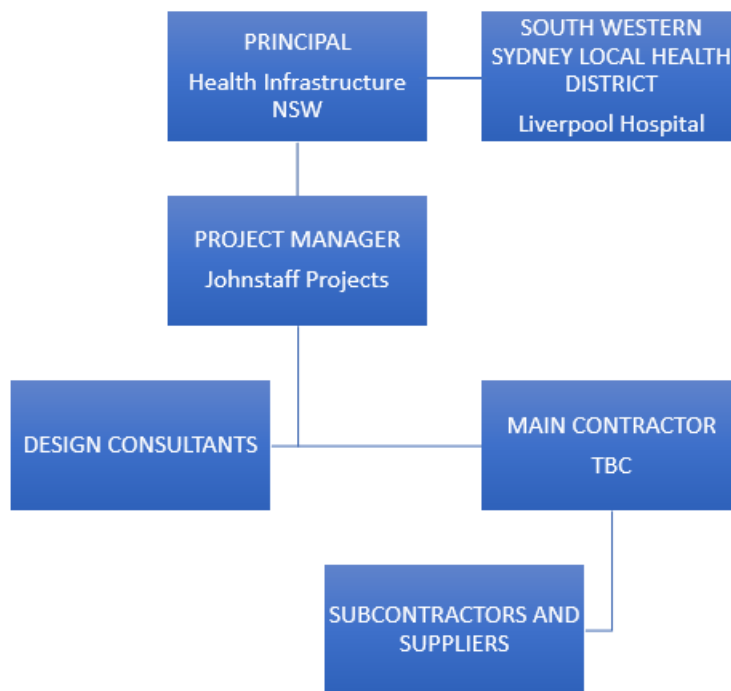 PRINCIPAL
Health Infrastructure
NSW
SOUTH WESTERN
SYDNEY LOCAL HEALTH
DISTRICT
Liverpool Hospital
PROJECT MANAGER
Johnstaff Projects
DESIGN CONSULTANTS
MAIN CONTRACTOR
TBC
SUBCONTRACTORS AND
SUPPLIERS